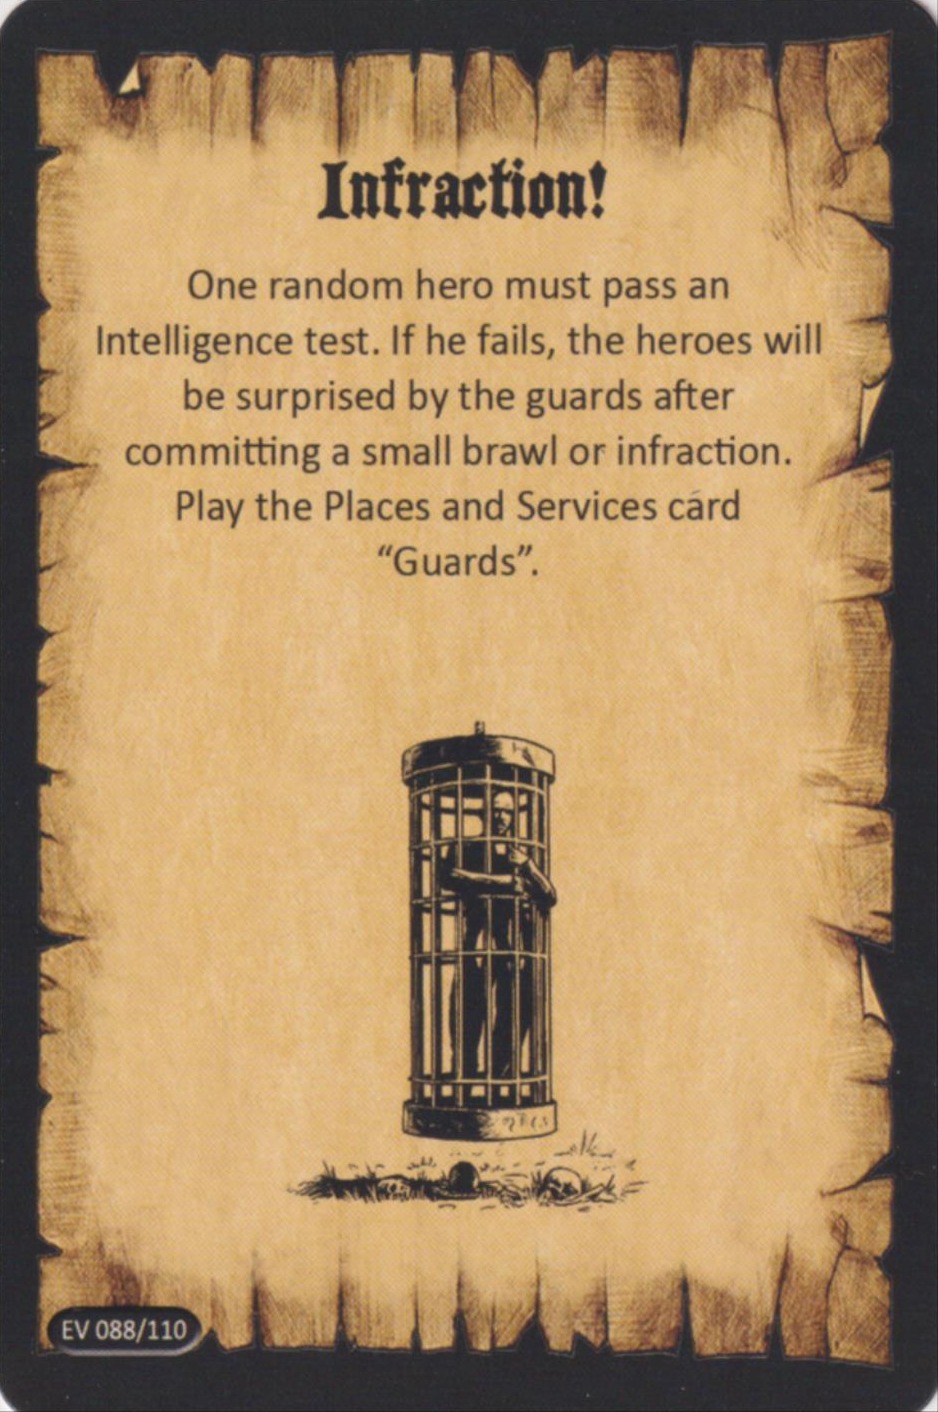 Infraction!
One random hero must pass an
Intelligence test. If he fails, the heroes will
be surprised by the guards after
committing a small brawl or infraction.
Play the Places and Services card
“Guards”.
EV 088/110